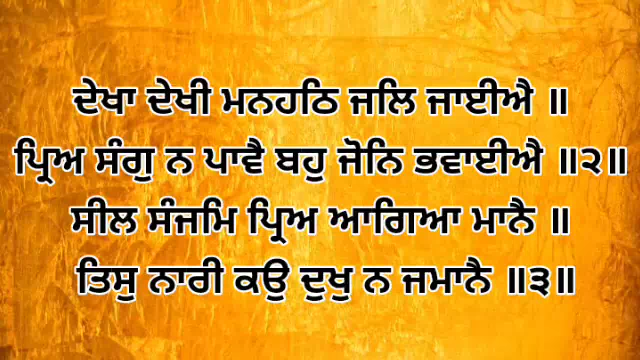 ਦੇਖਾ ਦੇਖੀ ਮਨਹਠਿ ਜਲਿ ਜਾਈਐ ॥
ਪ੍ਰਿਅ ਸੰਗੁ ਨ ਪਾਵੈ ਬਹੁ ਜੋਨਿ ਭਵਾਈਐ ॥੨॥
ਸੀਲ ਸੰਜਮਿ ਪ੍ਰਿਅ ਆਗਿਆ ਮਾਨੈ ॥
ਤਿਸੁ ਨਾਰੀ ਕਉ ਦੁਖੁ ਨ ਜਮਾਨੈ ॥੩॥